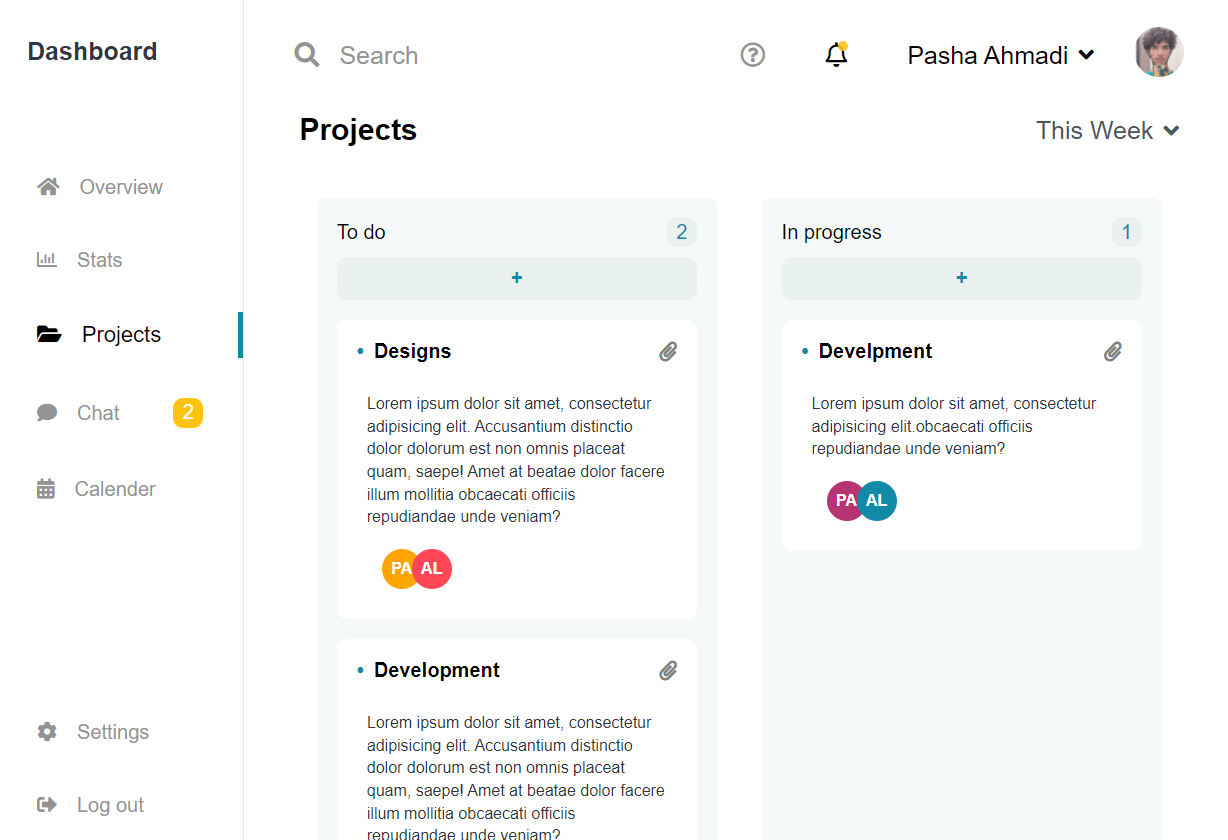 Dashboard
Search
Pasha Ahmadi
Projects
This Week
Overview
Stats
Projects
Chat 2
Calender
Settings
Log out
To do 2
+
Designs
Lorem ipsum dolor sit amet, consectetur
adipisicing elit. Accusantium distinctio
dolor dolorum est non omnis placeat
quam, saepe! Amet at beatae dolor facere
illum mollitia obcaecati officiis
repudiandae unde veniam?
PA AL
Development
Lorem ipsum dolor sit amet, consectetur
adipisicing elit. Accusantium distinctio
dolor dolorum est non omnis placeat
quam, saepe! Amet at beatae dolor facere
illum mollitia obcaecati officiis
repudiandae unde veniam?
In progress 1
+
Develpment
Lorem ipsum dolor sit amet, consectetur
adipisicing elit.obcaecati officiis
repudiandae unde veniam?
PA AL